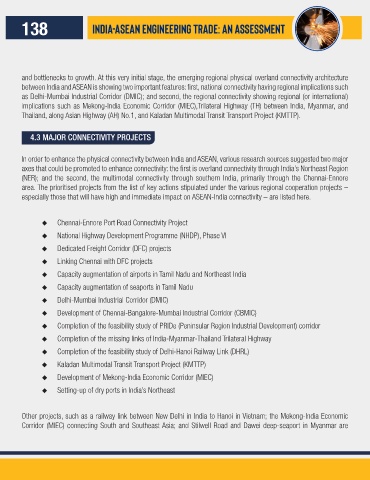 138
INDIA-ASEAN ENGINEERING TRADE: AN ASSESSMENT
and bottlenecks to growth. At this very initial stage, the emerging regional physical overland connectivity architecture
between India and ASEAN is showing two important features: first, national connectivity having regional implications such
as Delhi-Mumbai Industrial Corridor (DMIC); and second, the regional connectivity showing regional (or international)
implications such as Mekong-India Economic Corridor (MIEC),Trilateral Highway (TH) between India, Myanmar, and
Thailand, along Asian Highway (AH) No.1, and Kaladan Multimodal Transit Transport Project (KMTTP).
4.3 MAJOR CONNECTIVITY PROJECTS
In order to enhance the physical connectivity between India and ASEAN, various research sources suggested two major
axes that could be promoted to enhance connectivity: the first is overland connectivity through India's Northeast Region
(NER); and the second, the multimodal connectivity through southern India, primarily through the Chennai-Ennore
area. The prioritised projects from the list of key actions stipulated under the various regional cooperation projects –
especially those that will have high and immediate impact on ASEAN-India connectivity – are listed here.
◆ Chennai-Ennore Port Road Connectivity Project
◆ National Highway Development Programme (NHDP), Phase VI
◆ Dedicated Freight Corridor (DFC) projects
◆ Linking Chennai with DFC projects
◆ Capacity augmentation of airports in Tamil Nadu and Northeast India
◆ Capacity augmentation of seaports in Tamil Nadu
◆ Delhi-Mumbai Industrial Corridor (DMIC)
◆ Development of Chennai-Bangalore-Mumbai Industrial Corridor (CBMIC)
◆ Completion of the feasibility study of PRIDe (Peninsular Region Industrial Development) corridor
◆ Completion of the missing links of India-Myanmar-Thailand Trilateral Highway
◆ Completion of the feasibility study of Delhi-Hanoi Railway Link (DHRL)
◆ Kaladan Multimodal Transit Transport Project (KMTTP)
◆ Development of Mekong-India Economic Corridor (MIEC)
◆ Setting-up of dry ports in India's Northeast
Other projects, such as a railway link between New Delhi in India to Hanoi in Vietnam; the Mekong-India Economic
Corridor (MIEC) connecting South and Southeast Asia; and Stilwell Road and Dawei deep-seaport in Myanmar are